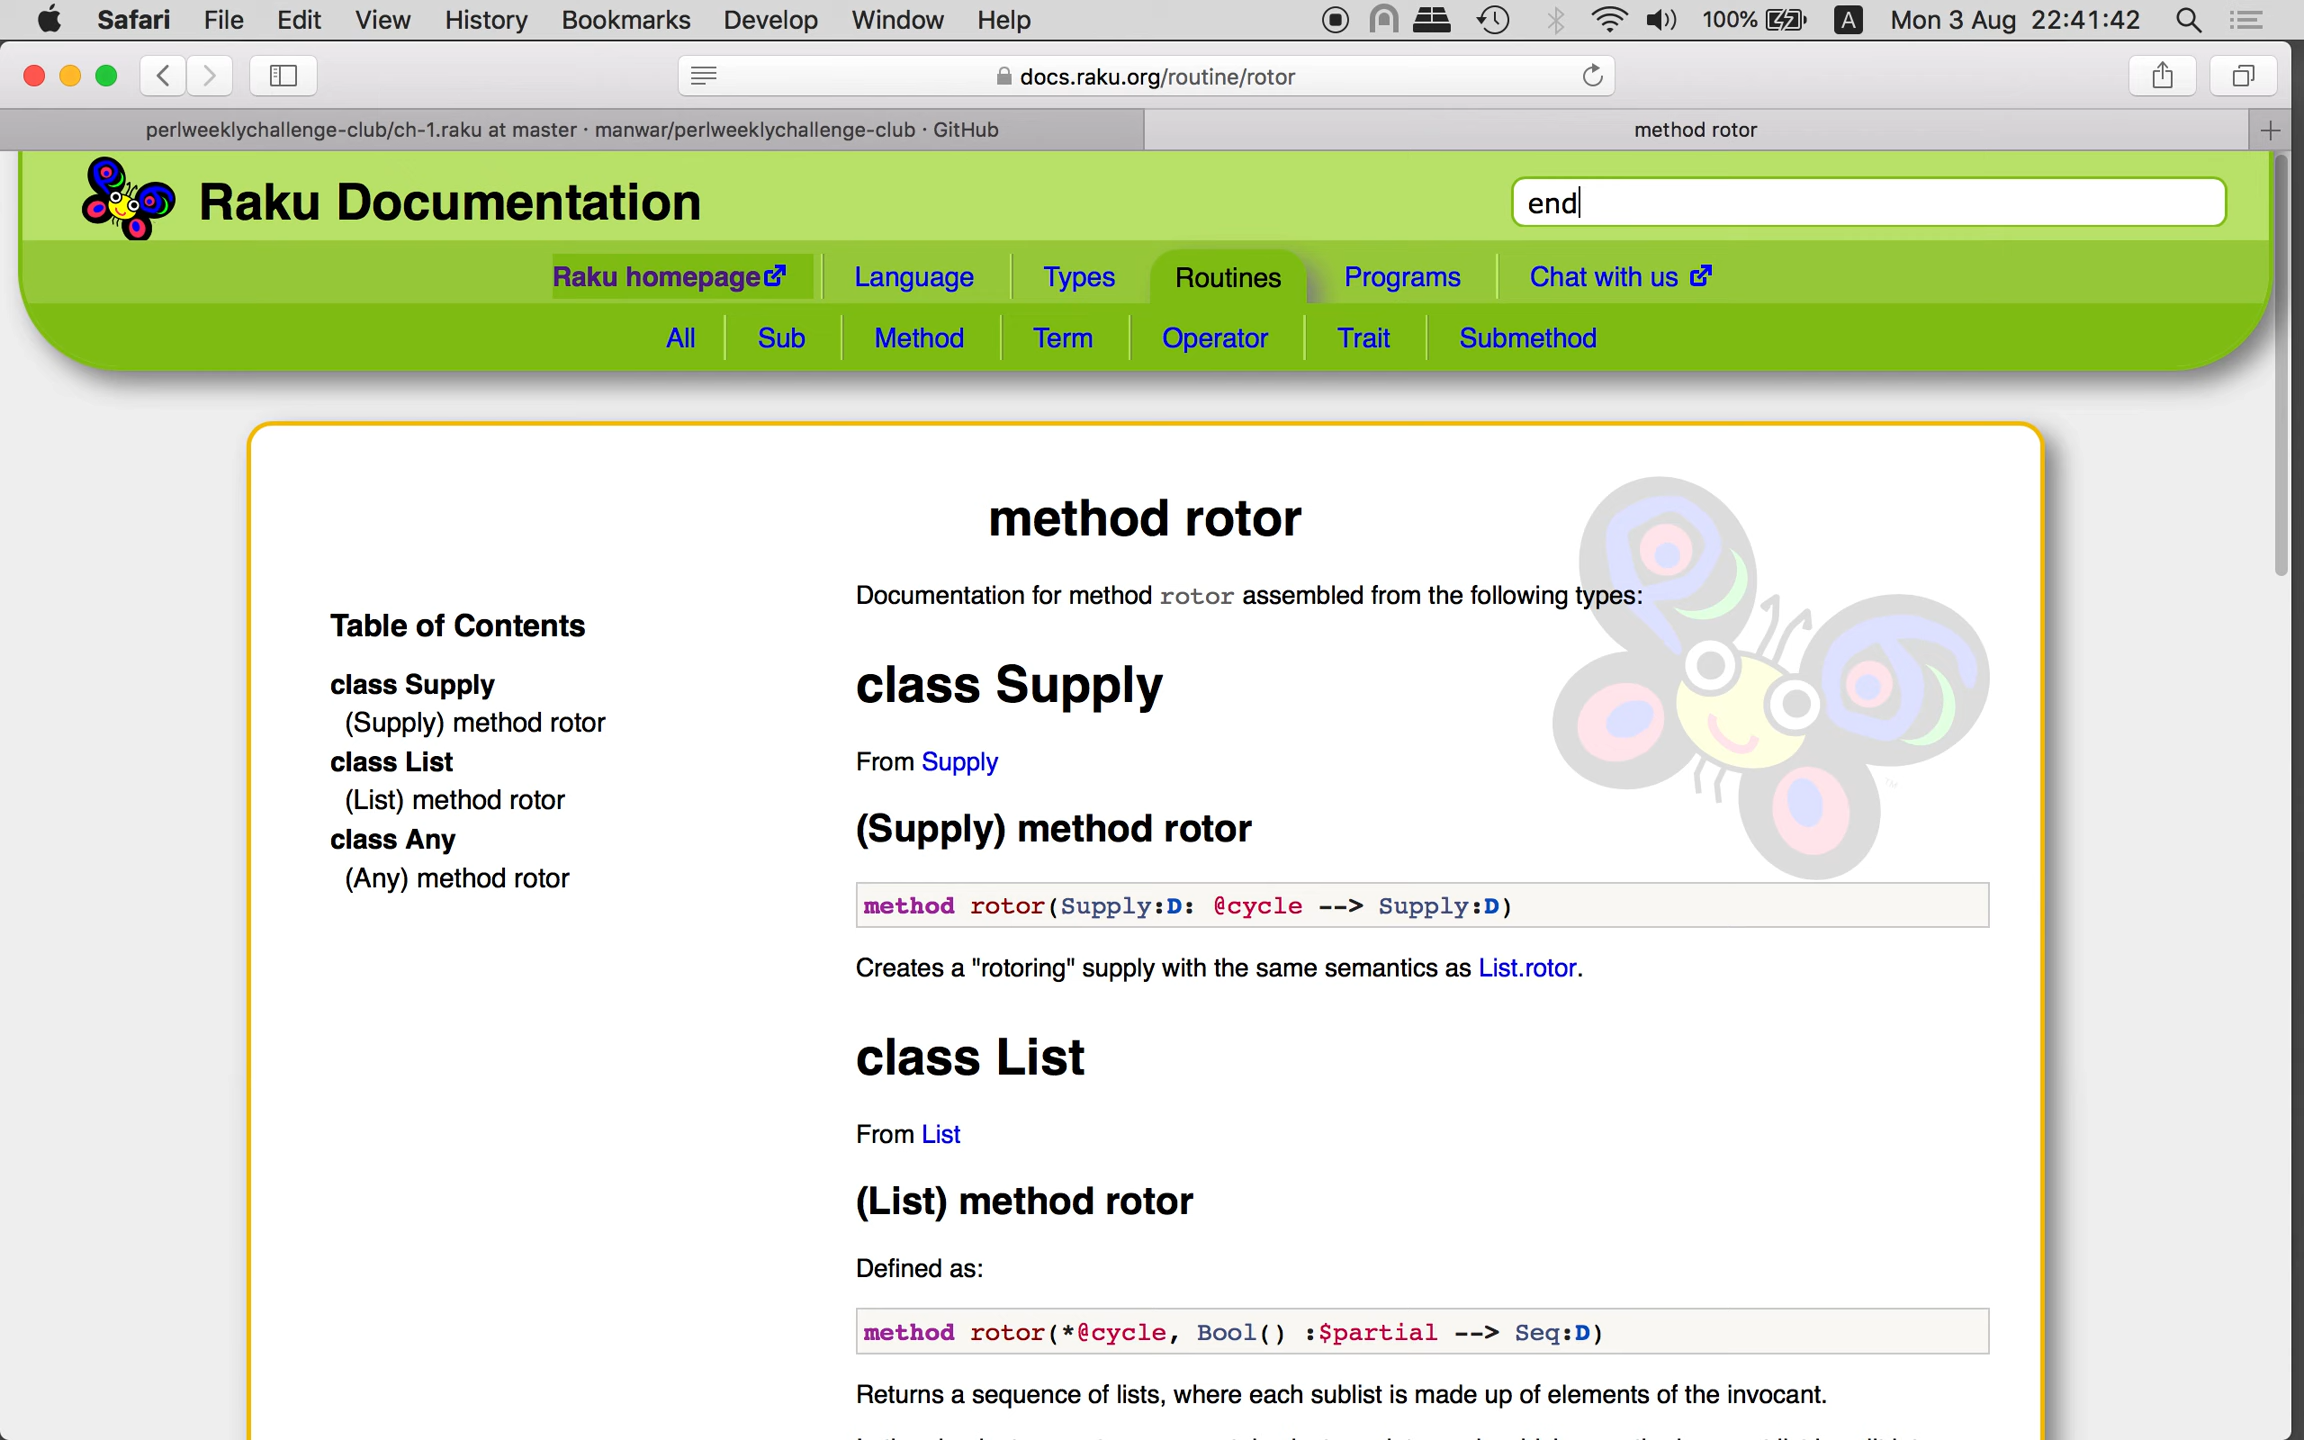 Safari File Edit View History Bookmarks Develop Window Help 100% A Mon 3 Aug 22:41:42
docs.raku.org/routine/rotor
perlweeklychallenge-club/ch-1.raku at master · manwar/perlweeklychallenge-club · GitHub
method rotor
Raku Documentation
end
Raku homepage Language Types Routines Programs Chat with us
All Sub Method Term Operator Trait Submethod
method rotor
Documentation for method rotor assembled from the following types:
Table of Contents
class Supply
(Supply) method rotor
class List
(List) method rotor
class Any
(Any) method rotor
class Supply
From Supply
(Supply) method rotor
method rotor(Supply:D: @cycle --> Supply:D)
Creates a "rotoring" supply with the same semantics as List.rotor.
class List
From List
(List) method rotor
Defined as:
method rotor(*@cycle, Bool() :$partial --> Seq:D)
Returns a sequence of lists, where each sublist is made up of elements of the invocant.